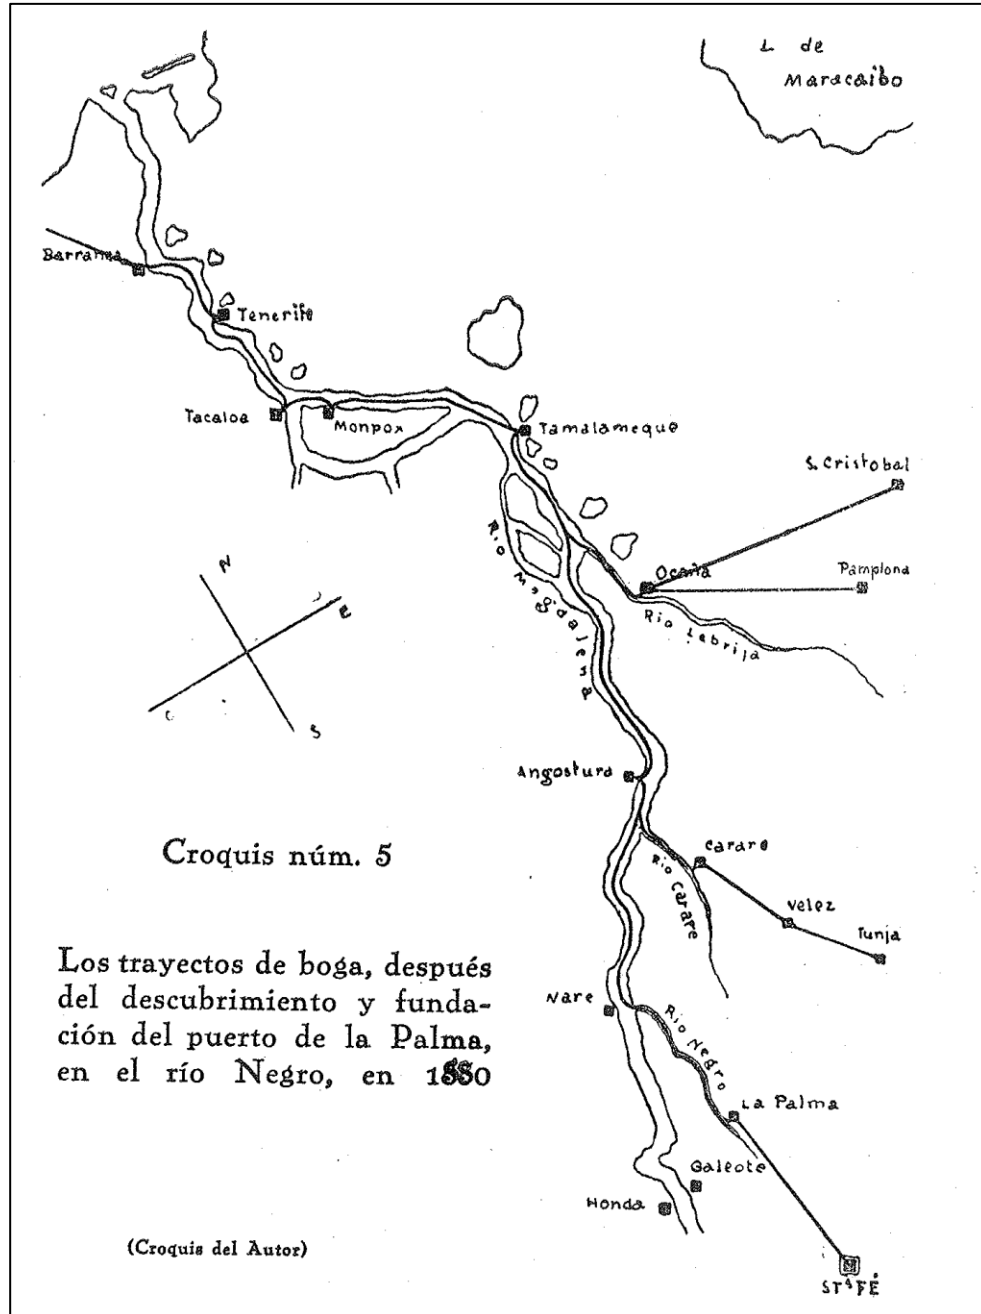 L de
Maracaibo
Barranca
Tenerife
Tacaloa
Monpox
Tamalameque
S. Cristobal
Ocaña
Pamplona
Rio Lebrija
Rio Magdalena
N
E
O
S
Angostura
Croquis núm. 5
Carare
Rio Carare
Velez
Tunja
Los trayectos de boga, después
del descubrimiento y funda-
ción del puerto de la Palma,
en el río Negro, en
Nare
Rio Negro
La Palma
Galeote
Honda
(Croquis del Autor)
STª FÉ